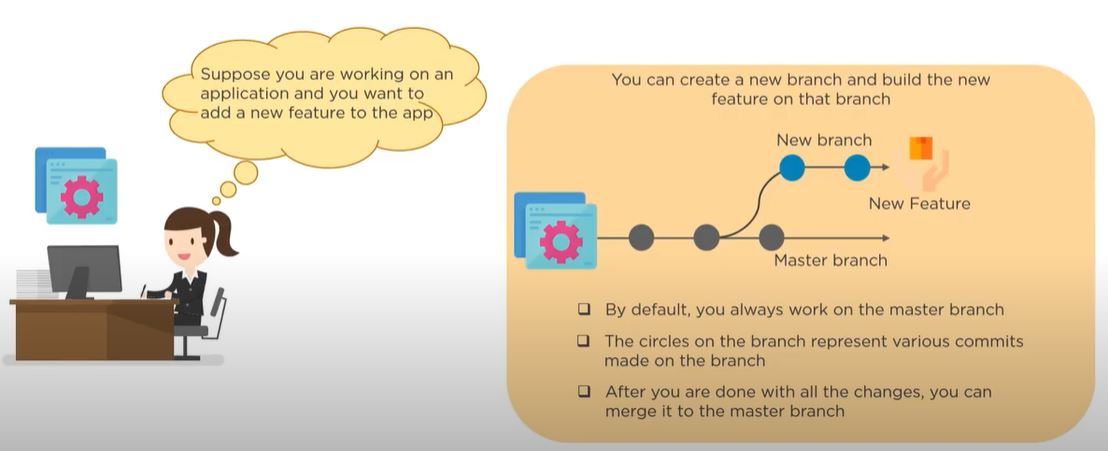 Suppose you are working on an
application and you want to
add a new feature to the app
You can create a new branch and build the new
feature on that branch
New branch
New Feature
Master branch
By default, you always work on the master branch
The circles on the branch represent various commits
made on the branch
After you are done with all the changes, you can
merge it to the master branch